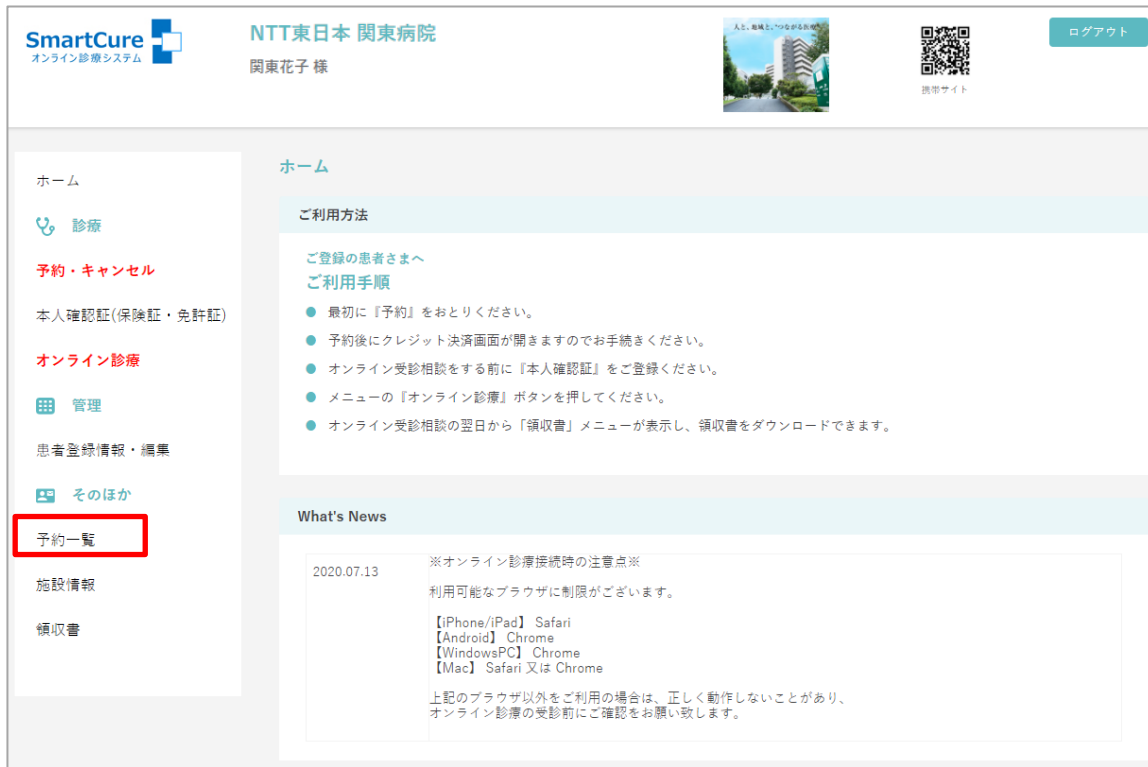 SmartCure
オンライン診療システム
NTT東日本 関東病院
関東花子 様
人と、地域と、つながる医療
携帯サイト
ログアウト
ホーム
診療
予約・キャンセル
本人確認証(保険証・免許証)
オンライン診療
管理
患者登録情報・編集
そのほか
予約一覧
施設情報
領収書
ホーム
ご利用方法
ご登録の患者さまへ
ご利用手順
● 最初に『予約』をおとりください。
● 予約後にクレジット決済画面が開きますのでお手続きください。
● オンライン受診相談をする前に『本人確認証』をご登録ください。
● メニューの『オンライン診療』ボタンを押してください。
● オンライン受診相談の翌日から「領収書」メニューが表示し、領収書をダウンロードできます。
What's News
2020.07.13
※オンライン診療接続時の注意点※
利用可能なブラウザに制限がございます。
【iPhone/iPad】 Safari
【Android】 Chrome
【WindowsPC】 Chrome
【Mac】 Safari 又は Chrome
上記のブラウザ以外をご利用の場合は、正しく動作しないことがあり、
オンライン診療の受診前にご確認をお願い致します。